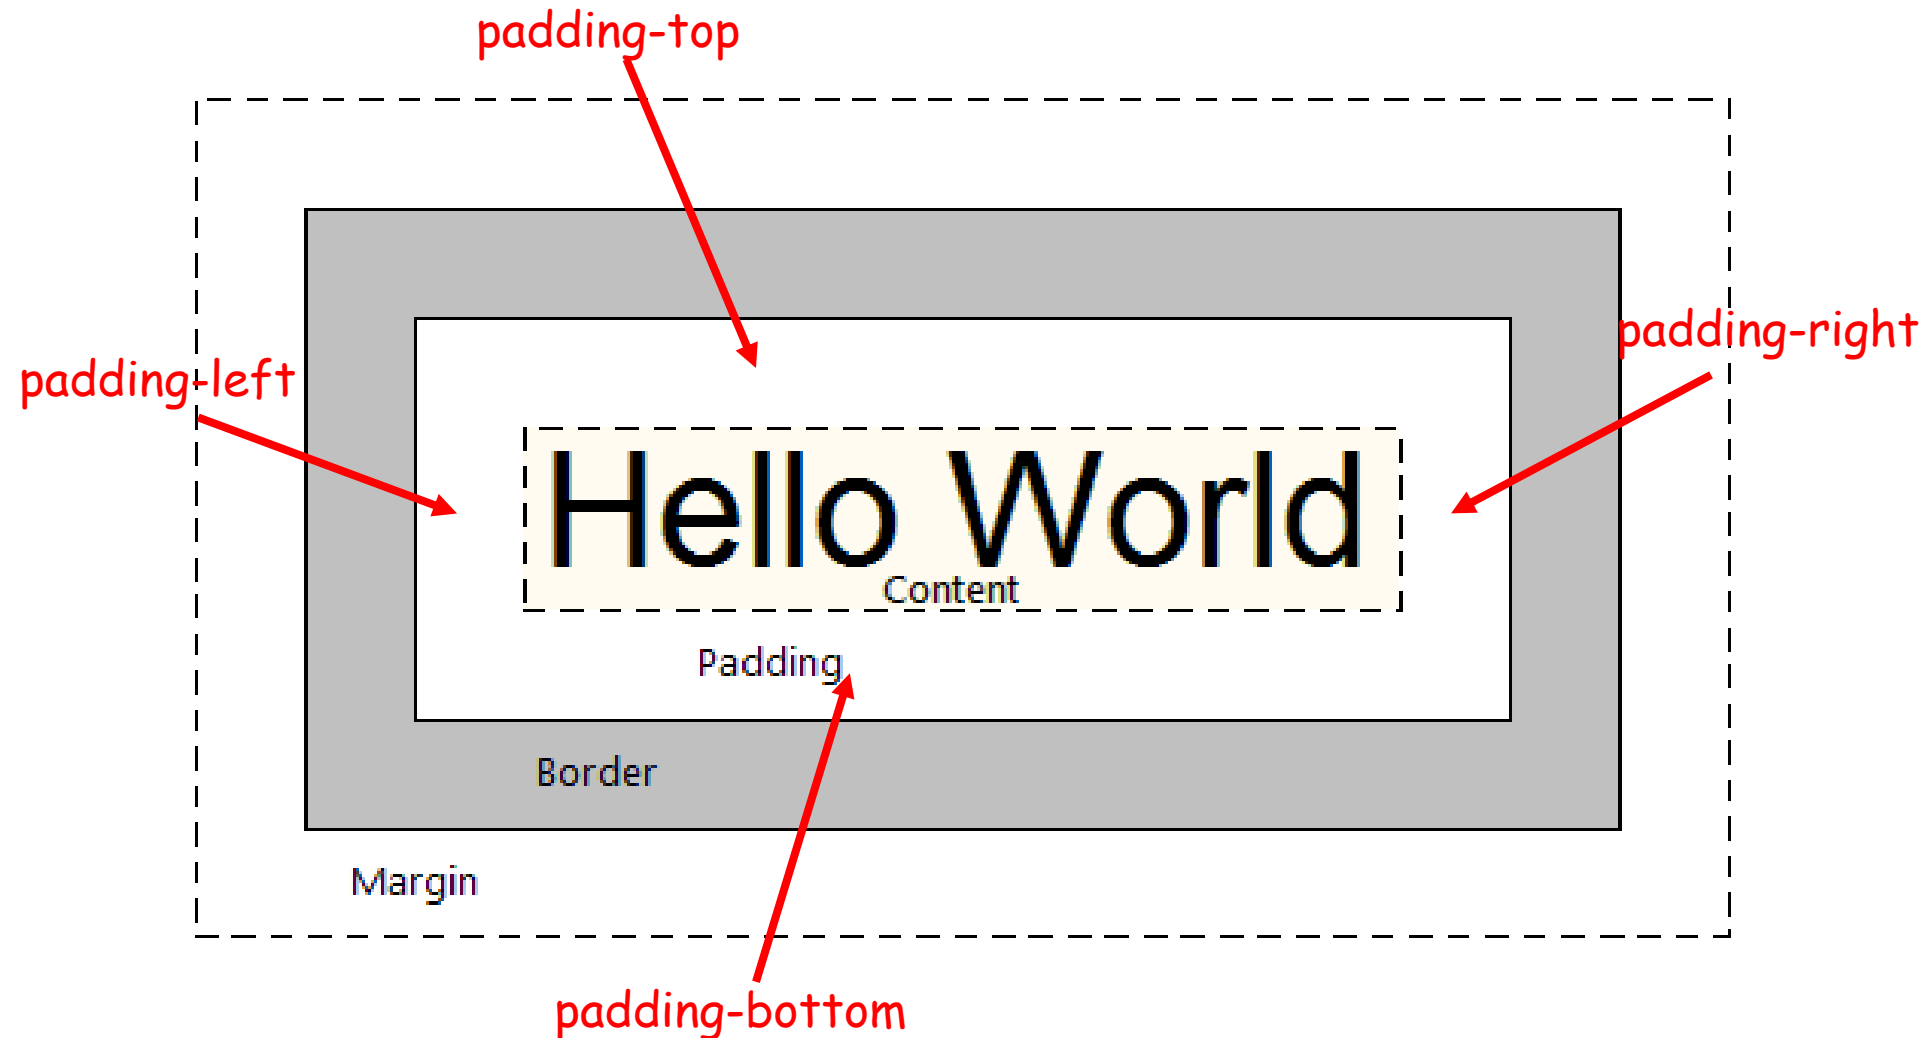 padding-top
padding-right
padding-left
Hello World
Content
Padding
Border
Margin
padding-bottom